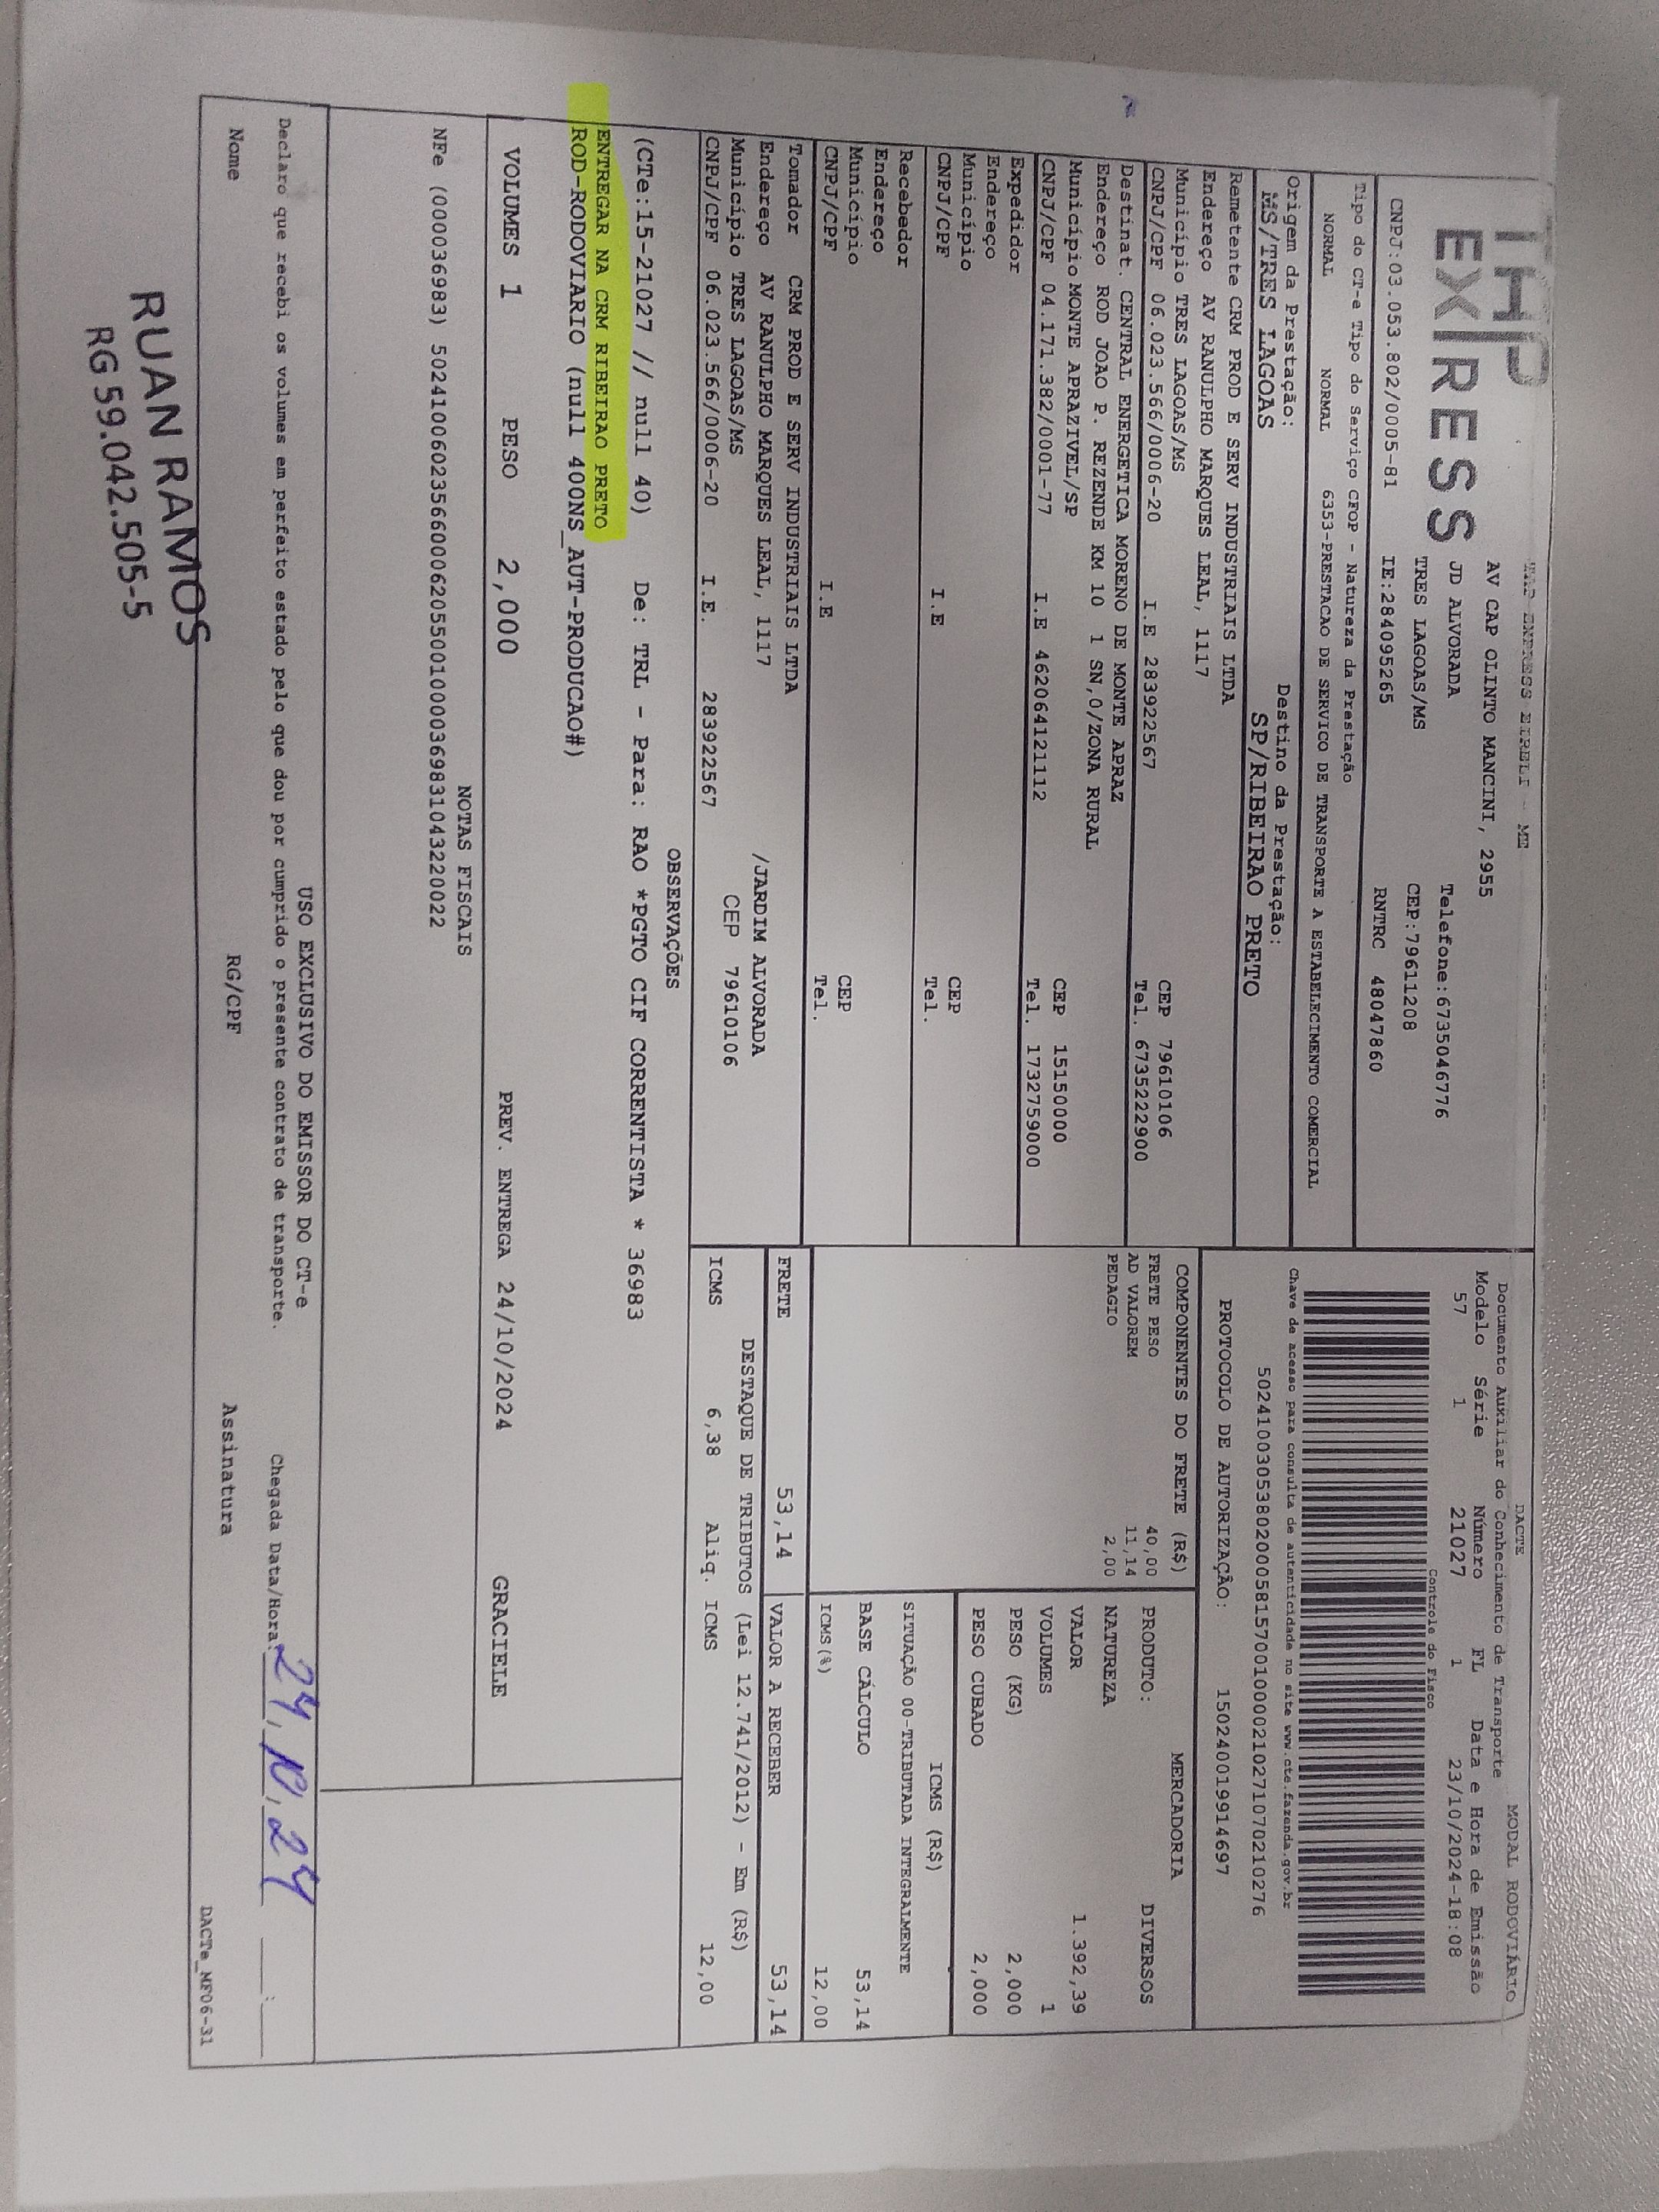 THP
EXPRESS
TAP EXPRESS EIRELI - ME
AV CAP OLINTO MANCINI, 2955
JD ALVORADA Telefone:6735046776
TRES LAGOAS/MS CEP:79611208
CNPJ:03.053.802/0005-81 IE:284095265 RNTRC 48047860
Tipo do CT-e Tipo do Serviço CFOP - Natureza da Prestação
NORMAL NORMAL 6353-PRESTACAO DE SERVICO DE TRANSPORTE A ESTABELECIMENTO COMERCIAL
Origem da Prestação: Destino da Prestação:
MS/TRES LAGOAS SP/RIBEIRAO PRETO
Remetente CRM PROD E SERV INDUSTRIAIS LTDA
Endereço AV RANULPHO MARQUES LEAL, 1117
Município TRES LAGOAS/MS CEP 79610106
CNPJ/CPF 06.023.566/0006-20 I.E 283922567 Tel. 6735222900
Destinat. CENTRAL ENERGETICA MORENO DE MONTE APRAZ
Endereço ROD JOAO P. REZENDE KM 10 1 SN,0/ZONA RURAL
Município MONTE APRAZIVEL/SP CEP 15150000
CNPJ/CPF 04.171.382/0001-77 I.E 462064121112 Tel. 1732759000
Expedidor
Endereço
Município CEP
CNPJ/CPF I.E Tel.
Recebedor
Endereço
Município CEP
CNPJ/CPF I.E Tel.
Tomador CRM PROD E SERV INDUSTRIAIS LTDA
Endereço AV RANULPHO MARQUES LEAL, 1117 /JARDIM ALVORADA
Município TRES LAGOAS/MS CEP 79610106
CNPJ/CPF 06.023.566/0006-20 I.E. 283922567
DACTE MODAL RODOVIÁRIO
Documento Auxiliar do Conhecimento de Transporte
Modelo Série Número FL Data e Hora de Emissão
57 1 21027 1 23/10/2024-18:08
Controle do Fisco
Chave de acesso para consulta de autenticidade no site www.cte.fazenda.gov.br
50241003053802000581570010000210271070210276
PROTOCOLO DE AUTORIZAÇÃO: 150240019914697
COMPONENTES DO FRETE (R$)
FRETE PESO 40,00
AD VALOREM 11,14
PEDAGIO 2,00
MERCADORIA
PRODUTO: DIVERSOS
NATUREZA
VALOR 1.392,39
VOLUMES 1
PESO (KG) 2,000
PESO CUBADO 2,000
ICMS (R$)
SITUAÇÃO 00-TRIBUTADA INTEGRALMENTE
BASE CÁLCULO 53,14
ICMS(%) 12,00
FRETE 53,14 VALOR A RECEBER 53,14
DESTAQUE DE TRIBUTOS (Lei 12.741/2012) - Em (R$)
ICMS 6,38 Aliq. ICMS 12,00
OBSERVAÇÕES
(CTe:15-21027 // null 40) De: TRL - Para: RAO *PGTO CIF CORRENTISTA * 36983
ENTREGAR NA CRM RIBEIRAO PRETO
ROD-RODOVIARIO (null 400NS_AUT-PRODUCAO#)
VOLUMES 1 PESO 2,000 PREV. ENTREGA 24/10/2024 GRACIELE
NOTAS FISCAIS
NFe (000036983) 50241006023566000620550010000369831043220022
USO EXCLUSIVO DO EMISSOR DO CT-e
Declaro que recebi os volumes em perfeito estado pelo que dou por cumprido o presente contrato de transporte. Chegada Data/Hora: 24,10,24 ___:___
Nome RG/CPF Assinatura
DACTe_MF06-31
RUAN RAMOS
RG 59.042.505-5